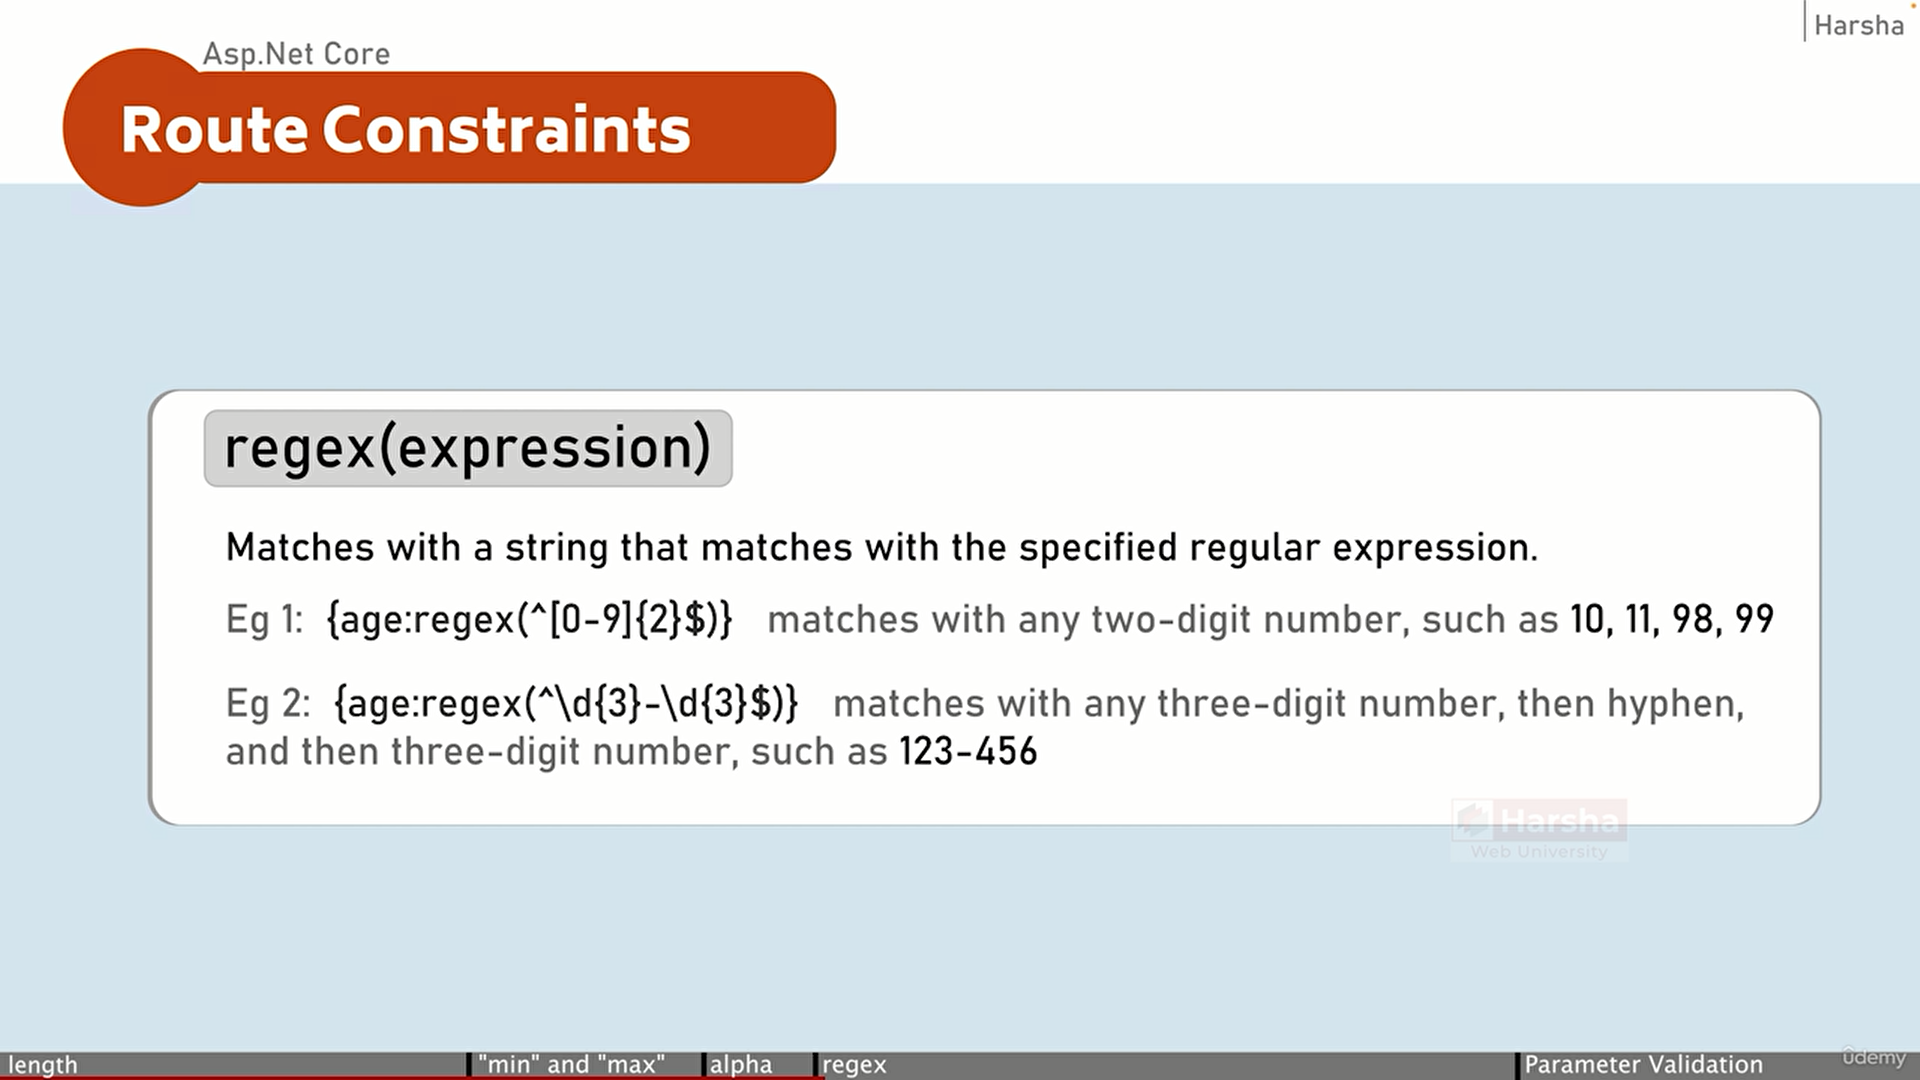 Harsha
Asp.Net Core
Route Constraints
regex(expression)
Matches with a string that matches with the specified regular expression.
Eg 1: {age:regex(^[0-9]{2}$)} matches with any two-digit number, such as 10, 11, 98, 99
Eg 2: {age:regex(^\d{3}-\d{3}$)} matches with any three-digit number, then hyphen,
and then three-digit number, such as 123-456
Harsha
Web University
length "min" and "max" alpha regex Parameter Validation
ûdemy